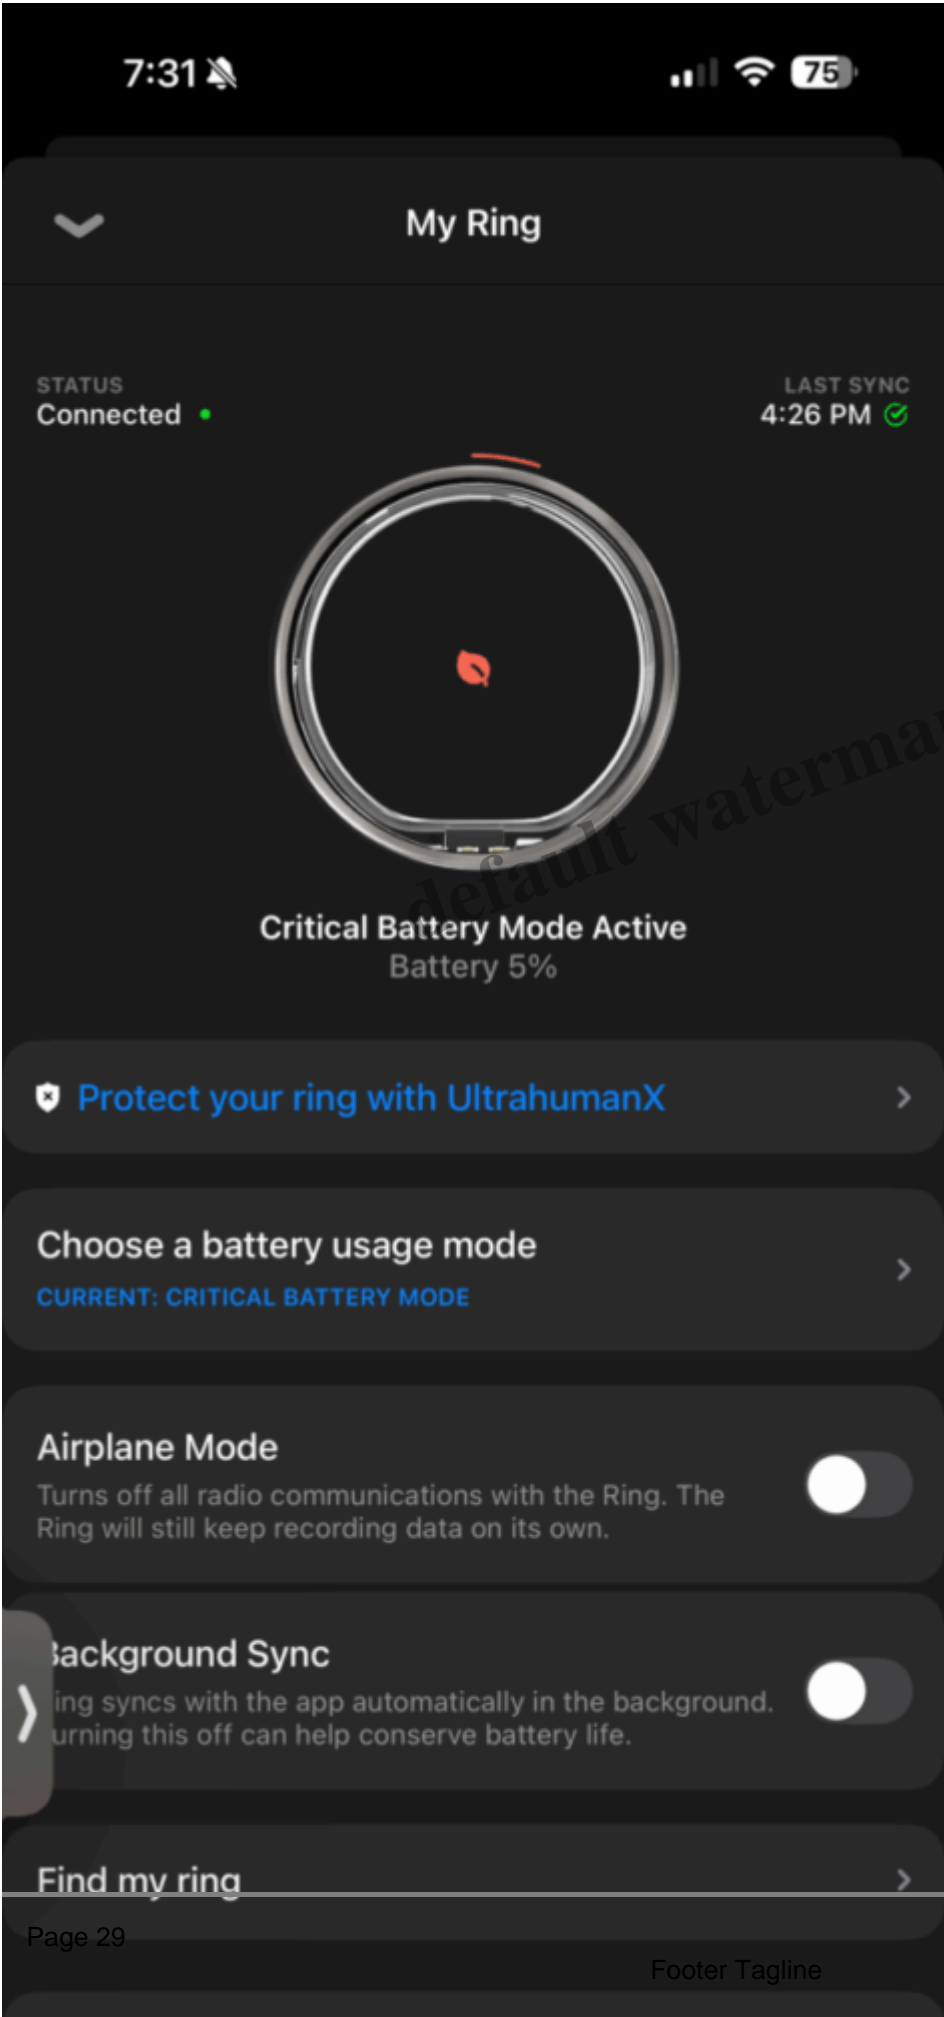 7:31
75
My Ring
STATUS
LAST SYNC
Connected
4:26 PM
default waterma
Critical Battery Mode Active
Battery 5%
Protect your ring with UltrahumanX
Choose a battery usage mode
CURRENT: CRITICAL BATTERY MODE
Airplane Mode
Turns off all radio communications with the Ring. The
Ring will still keep recording data on its own.
ackground Sync
ing syncs with the app automatically in the background.
urning this off can help conserve battery life.
Find my ring
Page 29
Footer Tagline